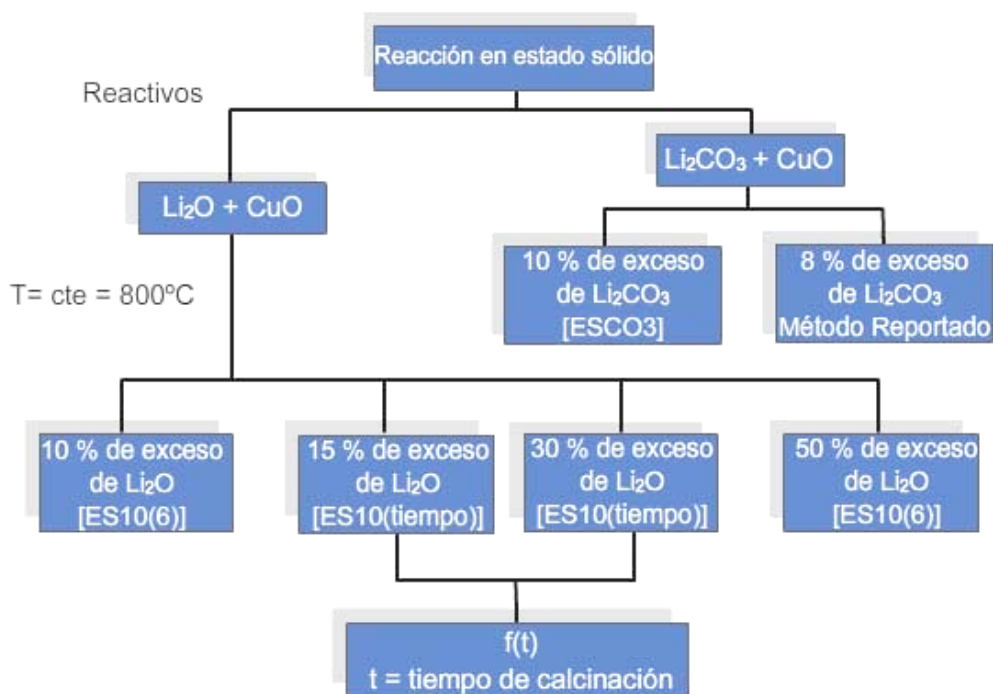 Reacción en estado sólido
Reactivos
Li₂CO₃ + CuO
Li₂O + CuO
10 % de exceso
de Li₂CO₃
[ESCO3]
8 % de exceso
de Li₂CO₃
Método Reportado
T= cte = 800ºC
10 % de exceso
de Li₂O
[ES10(6)]
15 % de exceso
de Li₂O
[ES10(tiempo)]
30 % de exceso
de Li₂O
[ES10(tiempo)]
50 % de exceso
de Li₂O
[ES10(6)]
f(t)
t = tiempo de calcinación